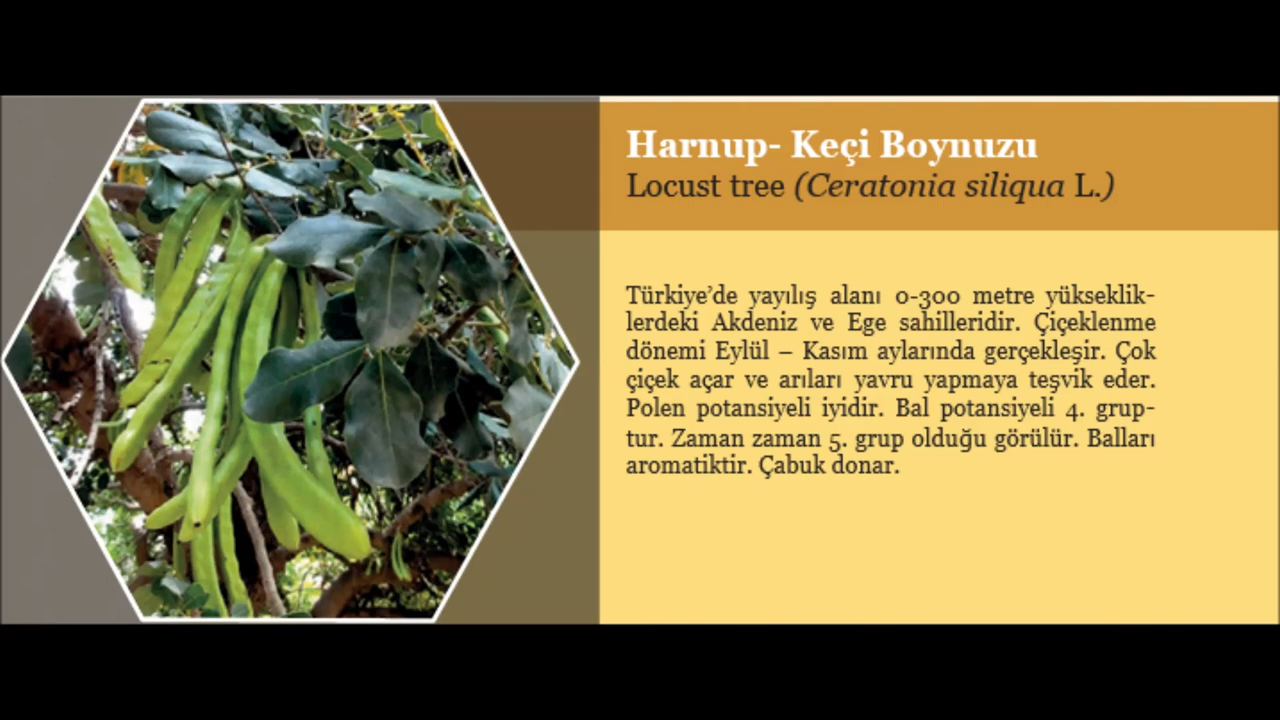 Harnup- Keçi Boynuzu
Locust tree (Ceratonia siliqua L.)
Türkiye’de yayılış alanı 0-300 metre yükseklik-
lerdeki Akdeniz ve Ege sahilleridir. Çiçeklenme
dönemi Eylül – Kasım aylarında gerçekleşir. Çok
çiçek açar ve arıları yavru yapmaya teşvik eder.
Polen potansiyeli iyidir. Bal potansiyeli 4. grup-
tur. Zaman zaman 5. grup olduğu görülür. Balları
aromatiktir. Çabuk donar.